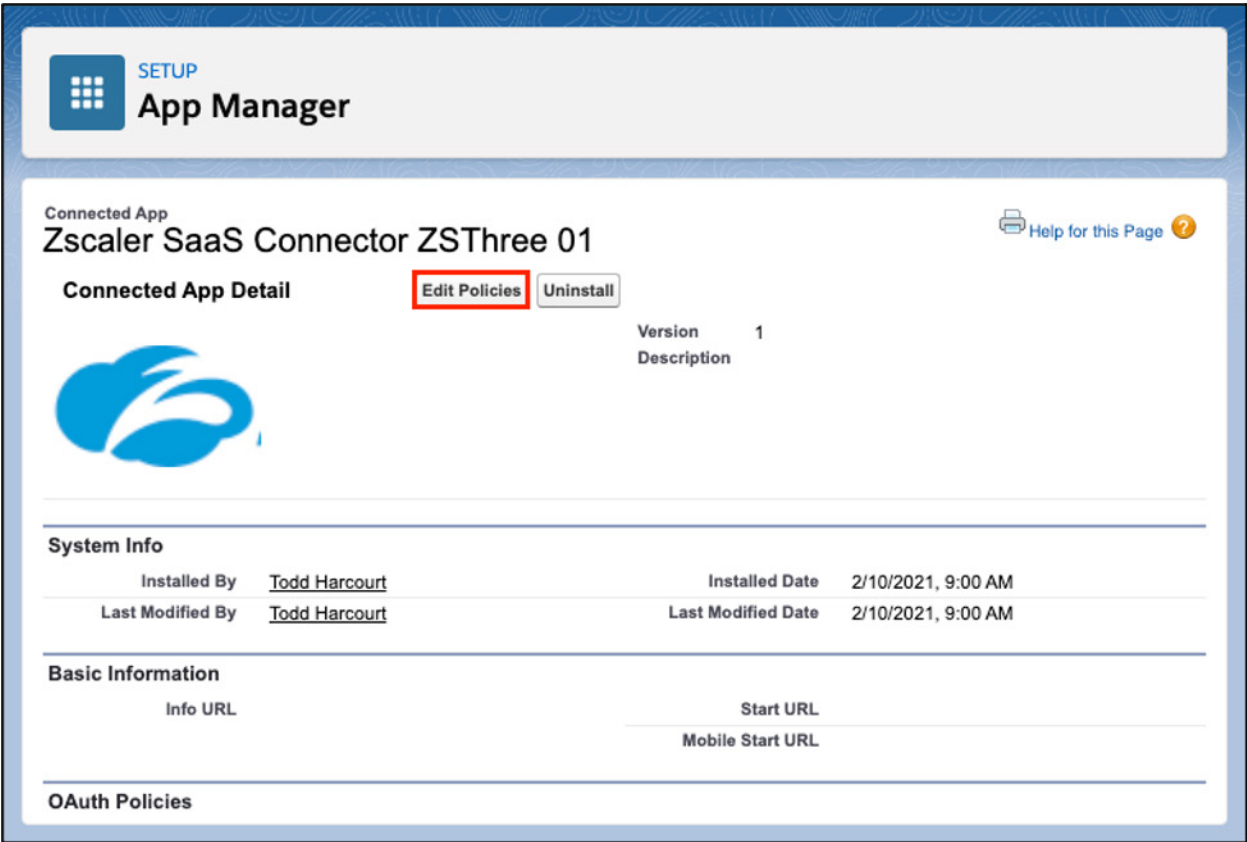 SETUP
App Manager
Connected App
Zscaler SaaS Connector ZSThree 01
Help for this Page ?
Connected App Detail
Edit Policies
Uninstall
Version 1
Description
System Info
Installed By Todd Harcourt Installed Date 2/10/2021, 9:00 AM
Last Modified By Todd Harcourt Last Modified Date 2/10/2021, 9:00 AM
Basic Information
Info URL Start URL
Mobile Start URL
OAuth Policies